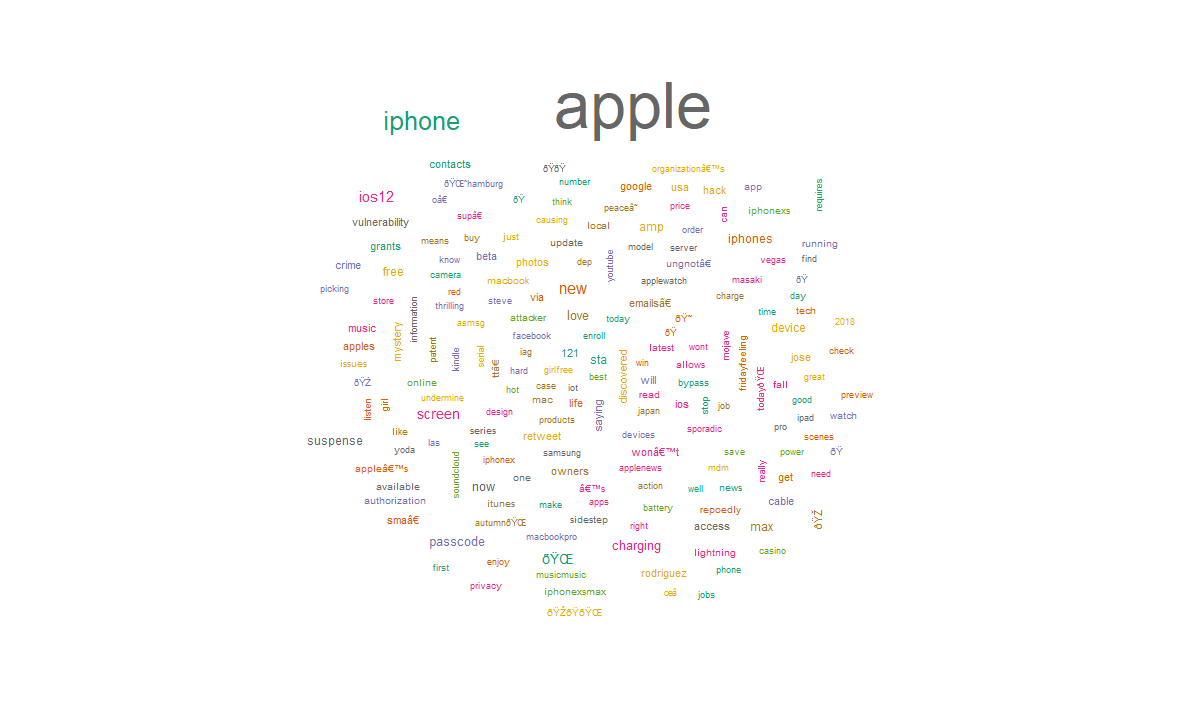 apple
iphone
contacts
ðŸðŸ
organizationâ€™s
ðŸŒ˜hamburg
number
google
usa
hack
app
requires
ios12
oâ€
ðŸ
think
peaceâ˜
price
can
iphonexs
supâ€
causing
local
amp
order
vulnerability
grants
means
buy
just
update
model
server
iphones
running
crime
free
know
beta
photos
dep
youtube
ungnotâ€
vegas
find
picking
camera
macbook
applewatch
masaki
ðŸ
store
red
thrilling
steve
via
new
emailsâ€
charge
day
information
asmsg
attacker
love
today
ðŸ˜
time
tech
music
mystery
patent
facebook
enroll
ðŸ
device
2018
apples
kindle
serial
iag
121
sta
latest
wont
mojave
fridayfeeling
jose
check
issues
ttâ€
hard
girlfree
discovered
win
allows
todayðŸŒ
ðŸŽ
online
hot
case
iot
best
will
bypass
fall
great
listen
girl
undermine
mac
life
saying
read
ios
stop
job
good
preview
screen
design
products
japan
ipad
watch
suspense
like
las
series
see
retweet
samsung
devices
sporadic
pro
scenes
yoda
wonâ€™t
save
power
ðŸ
appleâ€™s
soundcloud
iphonex
one
owners
applenews
mdm
really
get
need
available
now
â€™s
action
well
news
authorization
itunes
make
apps
battery
repoedly
cable
smaâ€
autumnðŸŒ
sidestep
right
access
max
ðŸŽ
passcode
macbookpro
charging
lightning
casino
first
enjoy
ðŸŒ
musicmusic
rodriguez
phone
privacy
iphonexsmax
œâ
jobs
ðŸŽðŸðŸŒ